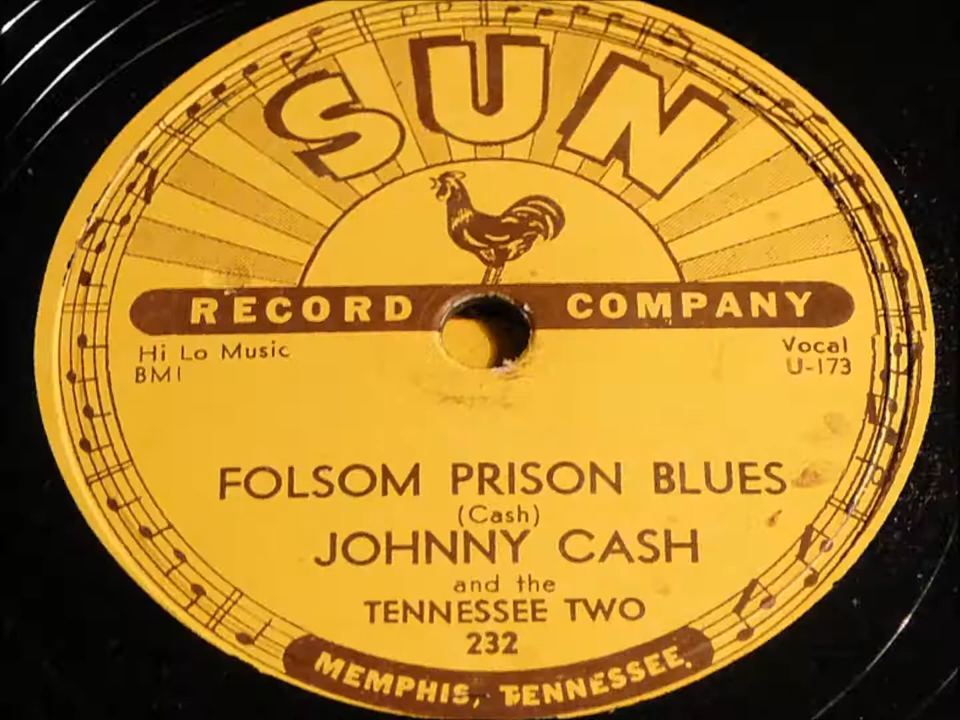 SUN
RECORD COMPANY
Hi Lo Music
BMI
Vocal
U-173
FOLSOM PRISON BLUES
(Cash)
JOHNNY CASH
and the
TENNESSEE TWO
232
MEMPHIS, TENNESSEE.